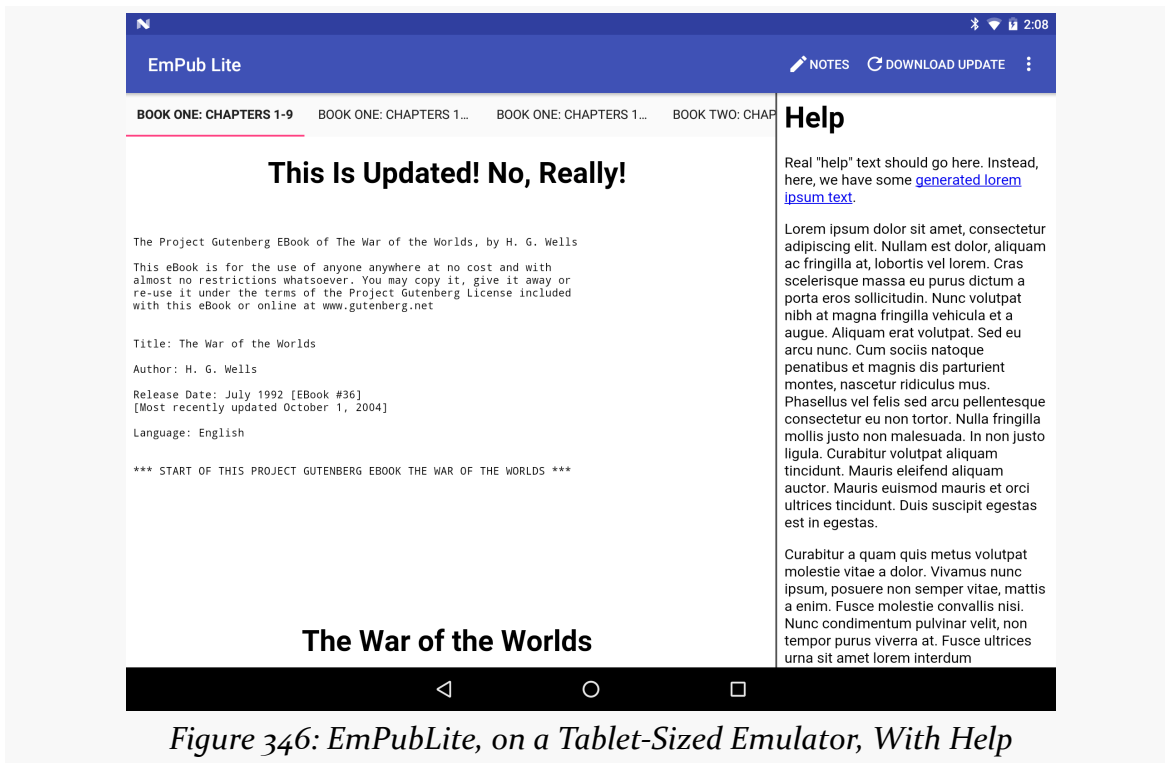 2:08
EmPub Lite
NOTES
DOWNLOAD UPDATE
BOOK ONE: CHAPTERS 1-9
BOOK ONE: CHAPTERS 1...
BOOK ONE: CHAPTERS 1...
BOOK TWO: CHAP
This Is Updated! No, Really!
The Project Gutenberg EBook of The War of the Worlds, by H. G. Wells
This eBook is for the use of anyone anywhere at no cost and with
almost no restrictions whatsoever. You may copy it, give it away or
re-use it under the terms of the Project Gutenberg License included
with this eBook or online at www.gutenberg.net
Title: The War of the Worlds
Author: H. G. Wells
Release Date: July 1992 [EBook #36]
[Most recently updated October 1, 2004]
Language: English
*** START OF THIS PROJECT GUTENBERG EBOOK THE WAR OF THE WORLDS ***
The War of the Worlds
Help
Real "help" text should go here. Instead,
here, we have some generated lorem
ipsum text.
Lorem ipsum dolor sit amet, consectetur
adipiscing elit. Nullam est dolor, aliquam
ac fringilla at, lobortis vel lorem. Cras
scelerisque massa eu purus dictum a
porta eros sollicitudin. Nunc volutpat
nibh at magna fringilla vehicula et a
augue. Aliquam erat volutpat. Sed eu
arcu nunc. Cum sociis natoque
penatibus et magnis dis parturient
montes, nascetur ridiculus mus.
Phasellus vel felis sed arcu pellentesque
consectetur eu non tortor. Nulla fringilla
mollis justo non malesuada. In non justo
ligula. Curabitur volutpat aliquam
tincidunt. Mauris eleifend aliquam
auctor. Mauris euismod mauris et orci
ultrices tincidunt. Duis suscipit egestas
est in egestas.
Curabitur a quam quis metus volutpat
molestie vitae a dolor. Vivamus nunc
ipsum, posuere non semper vitae, mattis
a enim. Fusce molestie convallis nisi.
Nunc condimentum pulvinar velit, non
tempor purus viverra at. Fusce ultrices
urna sit amet lorem interdum
Figure 346: EmPubLite, on a Tablet-Sized Emulator, With Help